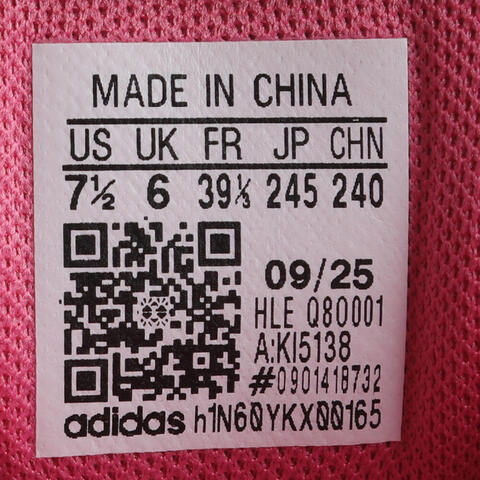 MADE IN CHINA
US UK FR JP CHN
7½ 6 39⅓ 245 240
09/25
HLE Q80001
A:KI5138
#0901418732
adidas h1N60YKX00165